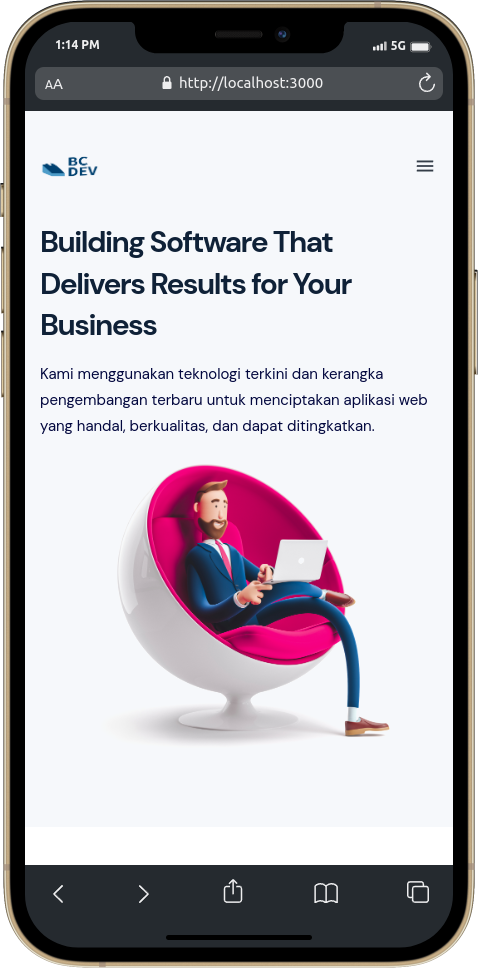 1:14 PM
5G
AA
http://localhost:3000
BC
DEV
Building Software That
Delivers Results for Your
Business
Kami menggunakan teknologi terkini dan kerangka
pengembangan terbaru untuk menciptakan aplikasi web
yang handal, berkualitas, dan dapat ditingkatkan.